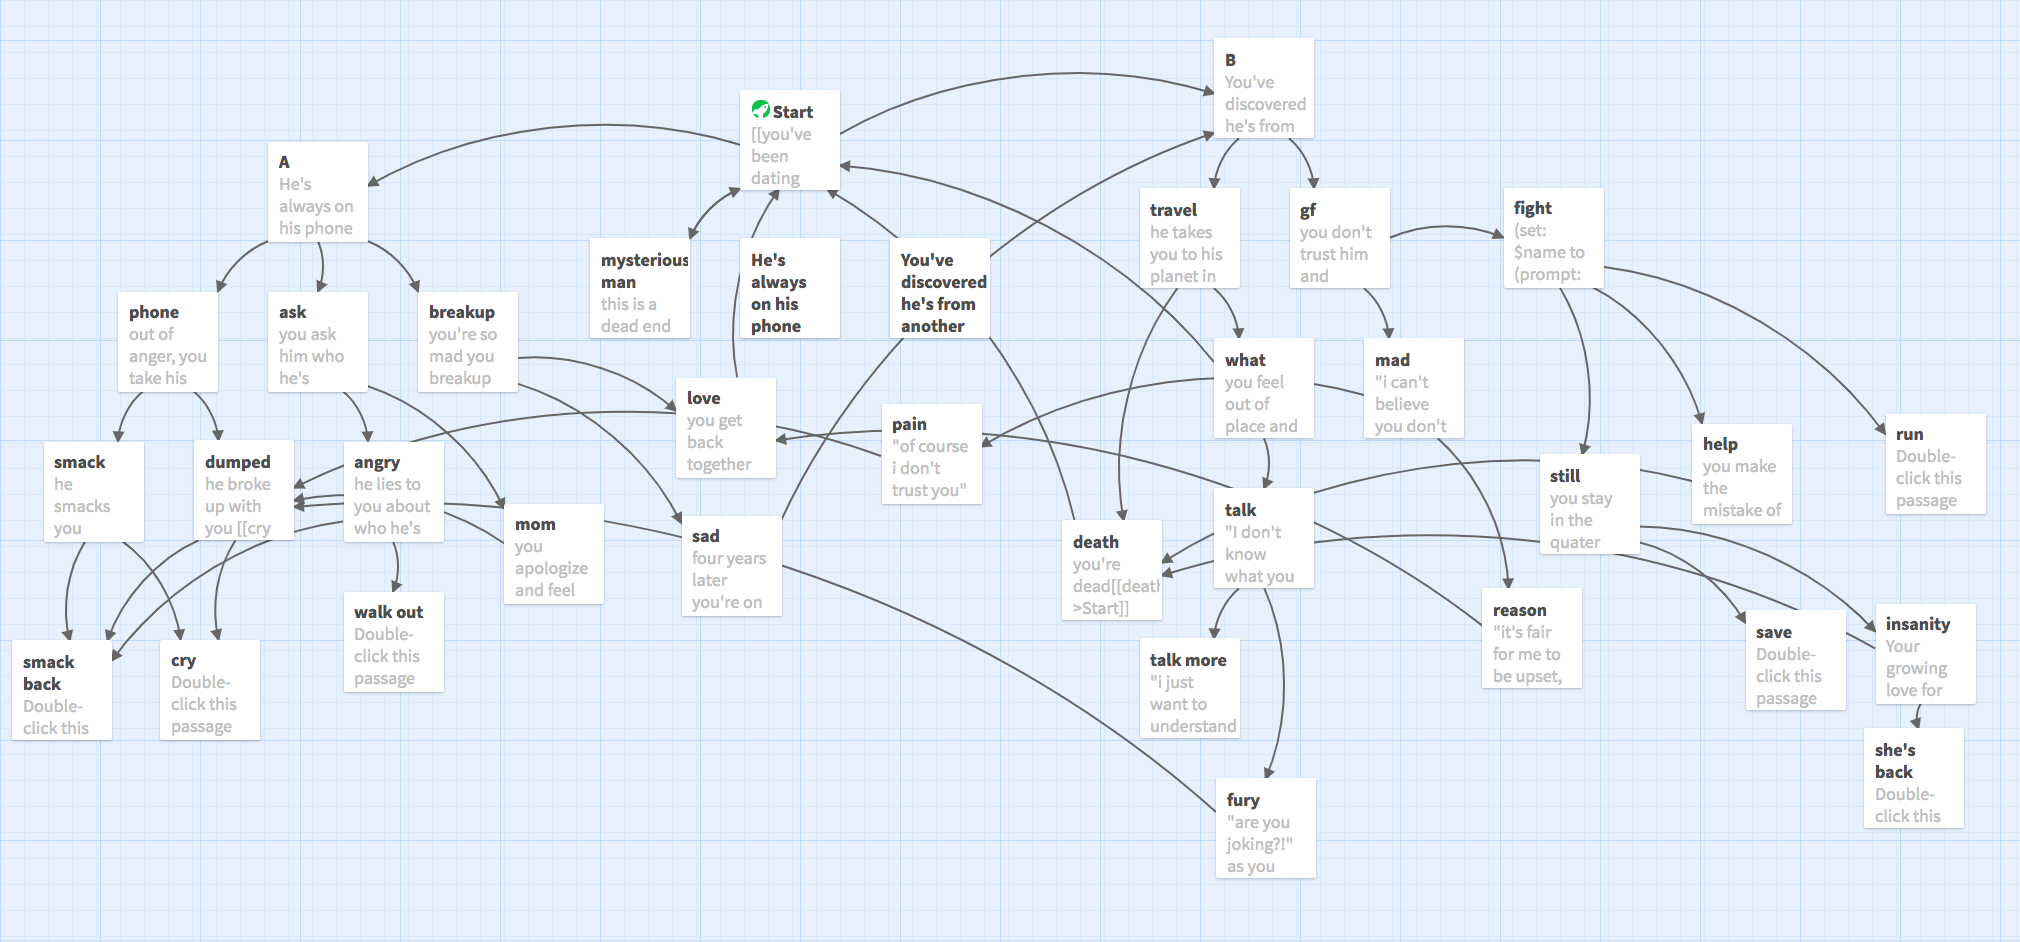 B
You've
discovered
he's from
Start
[[you've
been
dating
A
He's
always on
his phone
travel
he takes
you to his
planet in
gf
you don't
trust him
and
fight
(set:
$name to
(prompt:
mysterious
man
this is a
dead end
He's
always
on his
phone
You've
discovered
he's from
another
phone
out of
anger, you
take his
ask
you ask
him who
he's
breakup
you're so
mad you
breakup
what
you feel
out of
place and
mad
"i can't
believe
you don't
love
you get
back
together
pain
"of course
i don't
trust you"
run
Double-
click this
passage
help
you make
the
mistake of
smack
he
smacks
you
dumped
he broke
up with
you [[cry
angry
he lies to
you about
who he's
still
you stay
in the
quater
talk
"I don't
know
what you
mom
you
apologize
and feel
sad
four years
later
you're on
death
you're
dead[[death
>Start]]
walk out
Double-
click this
passage
reason
"it's fair
for me to
be upset,
save
Double-
click this
passage
insanity
Your
growing
love for
smack
back
Double-
click this
cry
Double-
click this
passage
talk more
"i just
want to
understand
she's
back
Double-
click this
fury
"are you
joking?!"
as you